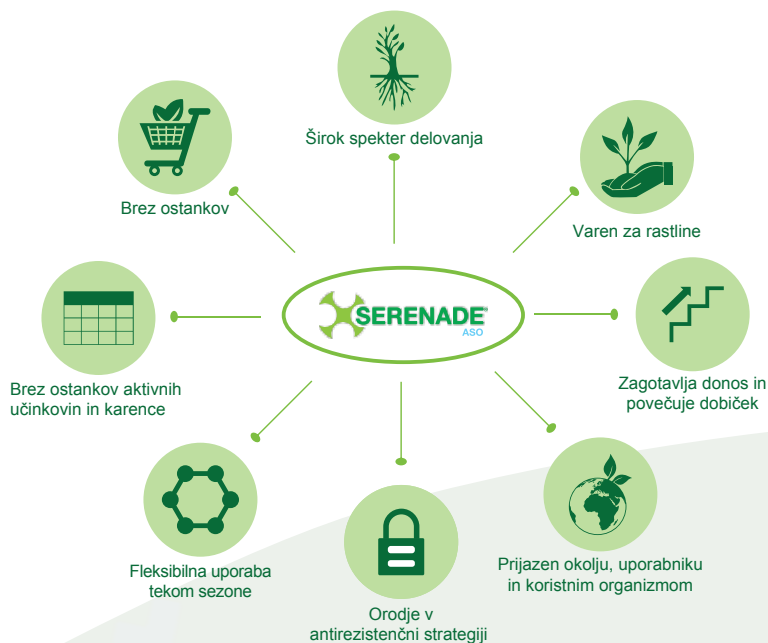 Širok spekter delovanja
Brez ostankov
Varen za rastline
SERENADE®
ASO
Brez ostankov aktivnih
učinkovin in karence
Zagotavlja donos in
povečuje dobiček
Fleksibilna uporaba
tekom sezone
Prijazen okolju, uporabniku
in koristnim organizmom
Orodje v
antirezistenčni strategiji